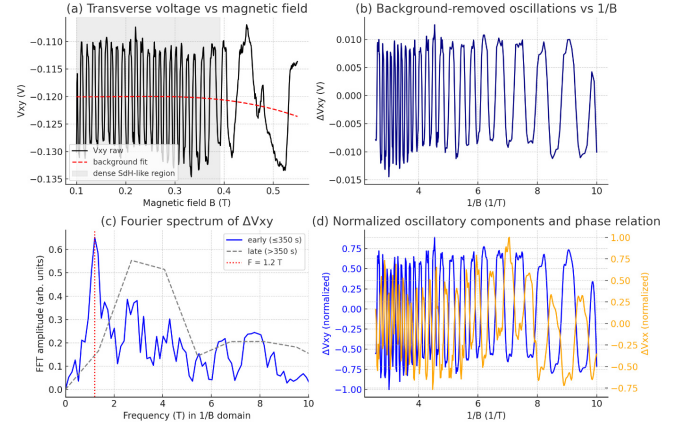 (a) Transverse voltage vs magnetic field
−0.110
−0.115
−0.120
−0.125
−0.130
−0.135
Vxy (V)
Vxy raw
background fit
dense SdH-like region
0.1
0.2
0.3
0.4
0.5
Magnetic field B (T)
(b) Background-removed oscillations vs 1/B
0.010
0.005
0.000
−0.005
−0.010
−0.015
ΔVxy (V)
4
6
8
10
1/B (1/T)
(c) Fourier spectrum of ΔVxy
0.6
0.5
0.4
0.3
0.2
0.1
0.0
FFT amplitude (arb. units)
early (≤350 s)
late (>350 s)
F = 1.2 T
0
2
4
6
8
10
Frequency (T) in 1/B domain
(d) Normalized oscillatory components and phase relation
0.75
0.50
0.25
0.00
−0.25
−0.50
−0.75
−1.00
ΔVxy (normalized)
4
6
8
10
1/B (1/T)
1.00
0.75
0.50
0.25
0.00
−0.25
−0.50
−0.75
ΔVxx (normalized)